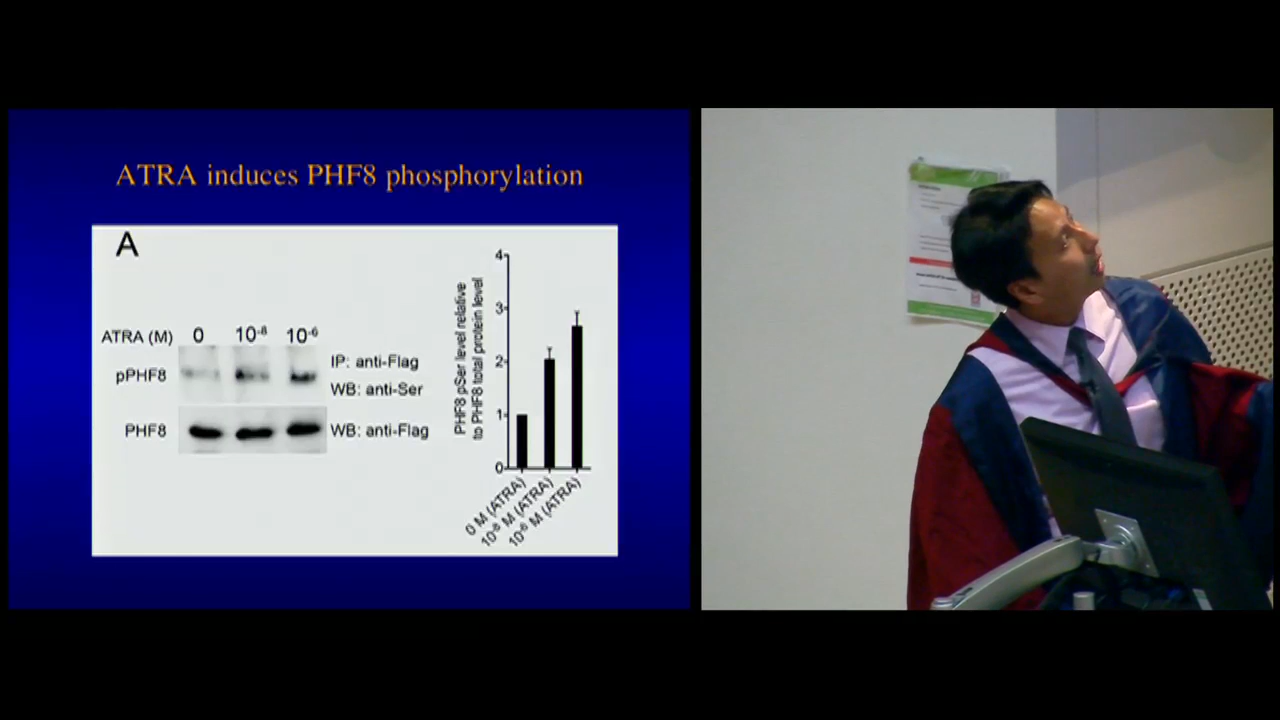 ATRA induces PHF8 phosphorylation
A
ATRA (M) 0 10⁻⁸ 10⁻⁶
pPHF8
IP: anti-Flag
WB: anti-Ser
PHF8
WB: anti-Flag
PHF8 pSer level relative
to PHF8 total protein level
4
3
2
1
0
0 M (ATRA)
10⁻⁸ M (ATRA)
10⁻⁶ M (ATRA)